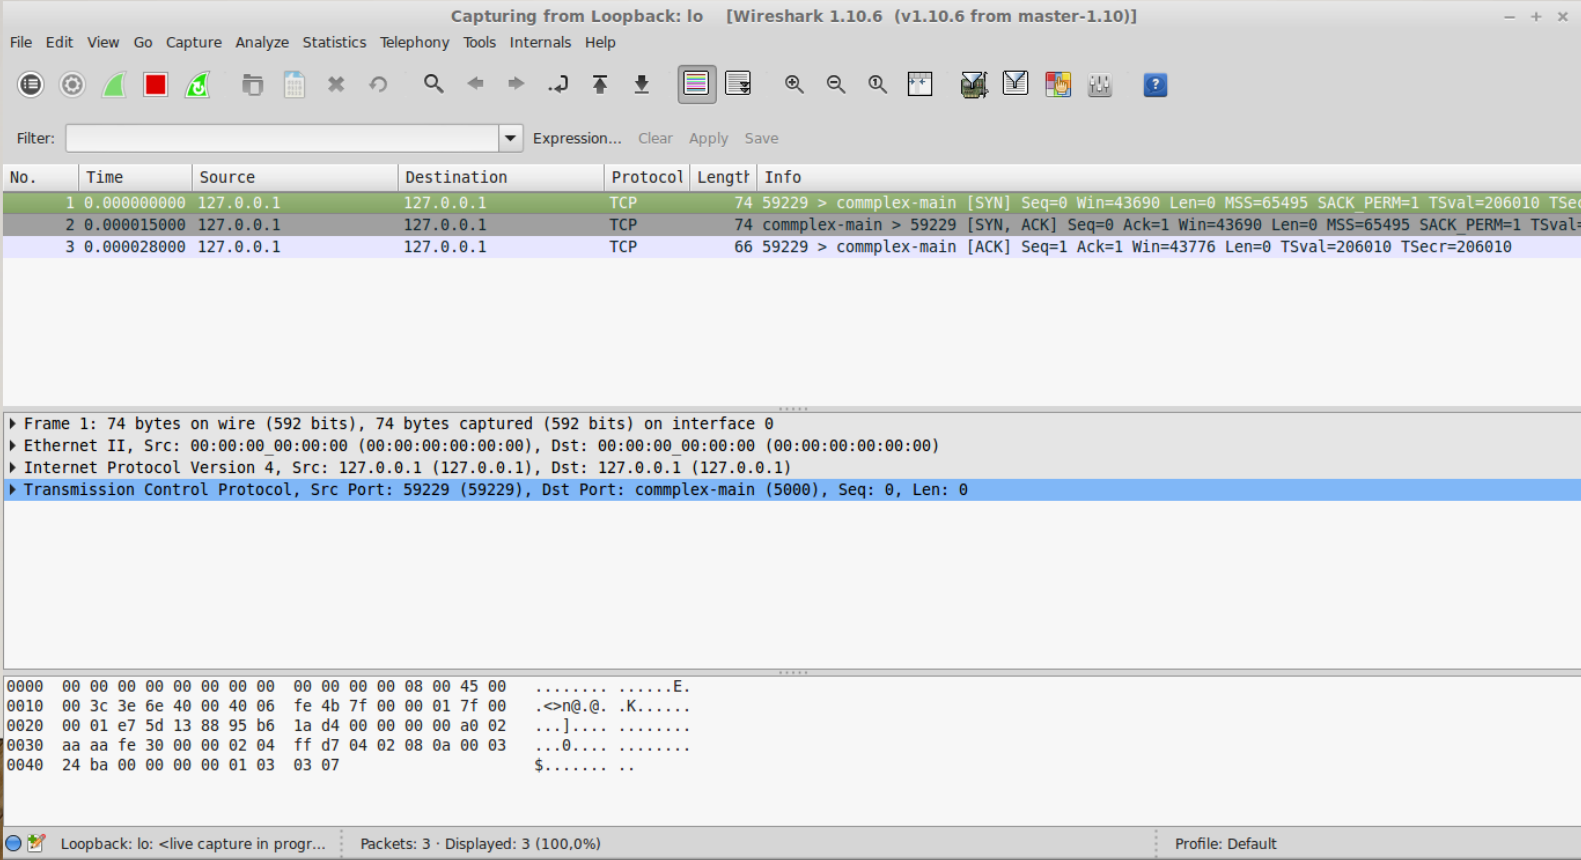 Capturing from Loopback: lo [Wireshark 1.10.6 (v1.10.6 from master-1.10)]
File Edit View Go Capture Analyze Statistics Telephony Tools Internals Help
Filter: Expression... Clear Apply Save
No. Time Source Destination Protocol Length Info
1 0.000000000 127.0.0.1 127.0.0.1 TCP 74 59229 > commplex-main [SYN] Seq=0 Win=43690 Len=0 MSS=65495 SACK_PERM=1 TSval=206010 TSec
2 0.000015000 127.0.0.1 127.0.0.1 TCP 74 commplex-main > 59229 [SYN, ACK] Seq=0 Ack=1 Win=43690 Len=0 MSS=65495 SACK_PERM=1 TSval=
3 0.000028000 127.0.0.1 127.0.0.1 TCP 66 59229 > commplex-main [ACK] Seq=1 Ack=1 Win=43776 Len=0 TSval=206010 TSecr=206010
Frame 1: 74 bytes on wire (592 bits), 74 bytes captured (592 bits) on interface 0
Ethernet II, Src: 00:00:00_00:00:00 (00:00:00:00:00:00), Dst: 00:00:00_00:00:00 (00:00:00:00:00:00)
Internet Protocol Version 4, Src: 127.0.0.1 (127.0.0.1), Dst: 127.0.0.1 (127.0.0.1)
Transmission Control Protocol, Src Port: 59229 (59229), Dst Port: commplex-main (5000), Seq: 0, Len: 0
0000 00 00 00 00 00 00 00 00 00 00 00 00 08 00 45 00 ........ ......E.
0010 00 3c 3e 6e 40 00 40 06 fe 4b 7f 00 00 01 7f 00 .<>n@.@. .K......
0020 00 01 e7 5d 13 88 95 b6 1a d4 00 00 00 00 a0 02 ...].... ........
0030 aa aa fe 30 00 00 02 04 ff d7 04 02 08 0a 00 03 ...0.... ........
0040 24 ba 00 00 00 00 01 03 03 07 $....... ..
Loopback: lo: <live capture in progr... Packets: 3 · Displayed: 3 (100,0%) Profile: Default